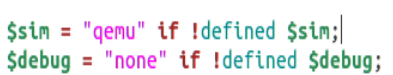 $sim = "qemu" if !defined $sim;
$debug = "none" if !defined $debug;